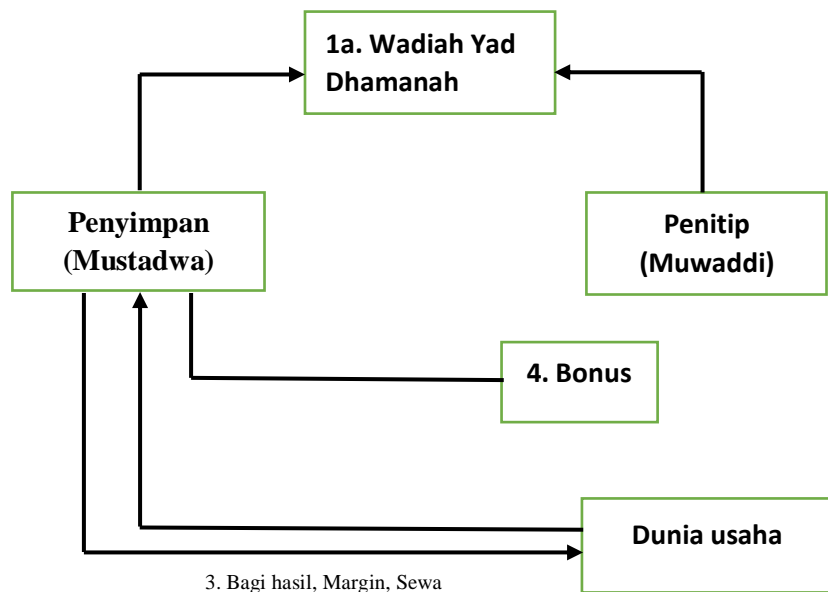 1a. Wadiah Yad
Dhamanah
Penyimpan
(Mustadwa)
Penitip
(Muwaddi)
4. Bonus
Dunia usaha
3. Bagi hasil, Margin, Sewa